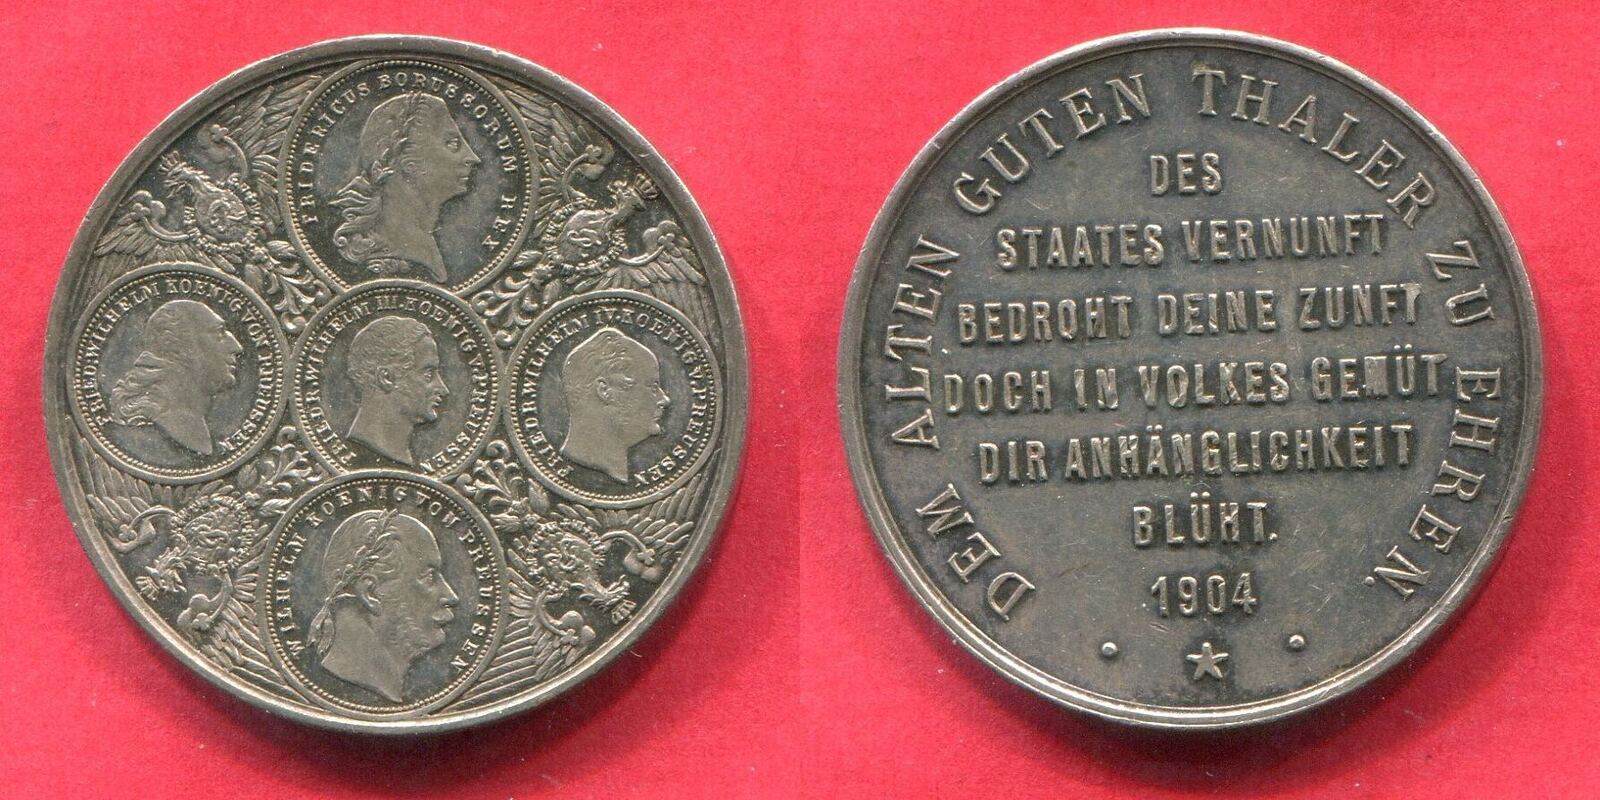 FRIDERICUS BORUSSORUM REX
FRIED.WILHELM KOENIG VON PREUSSEN
FRIEDR.WILHELM III.KOENIG V.PREUSSEN
FRIEDR.WILHELM IV.KOENIG V.PREUSSEN
WILHELM KOENIG VON PREUSSEN
DEM ALTEN GUTEN THALER ZU EHREN.
DES
STAATES VERNUNFT
BEDROHT DEINE ZUNFT
DOCH IN VOLKES GEMÜT
DIR ANHÄNGLICHKEIT
BLÜHT.
1904